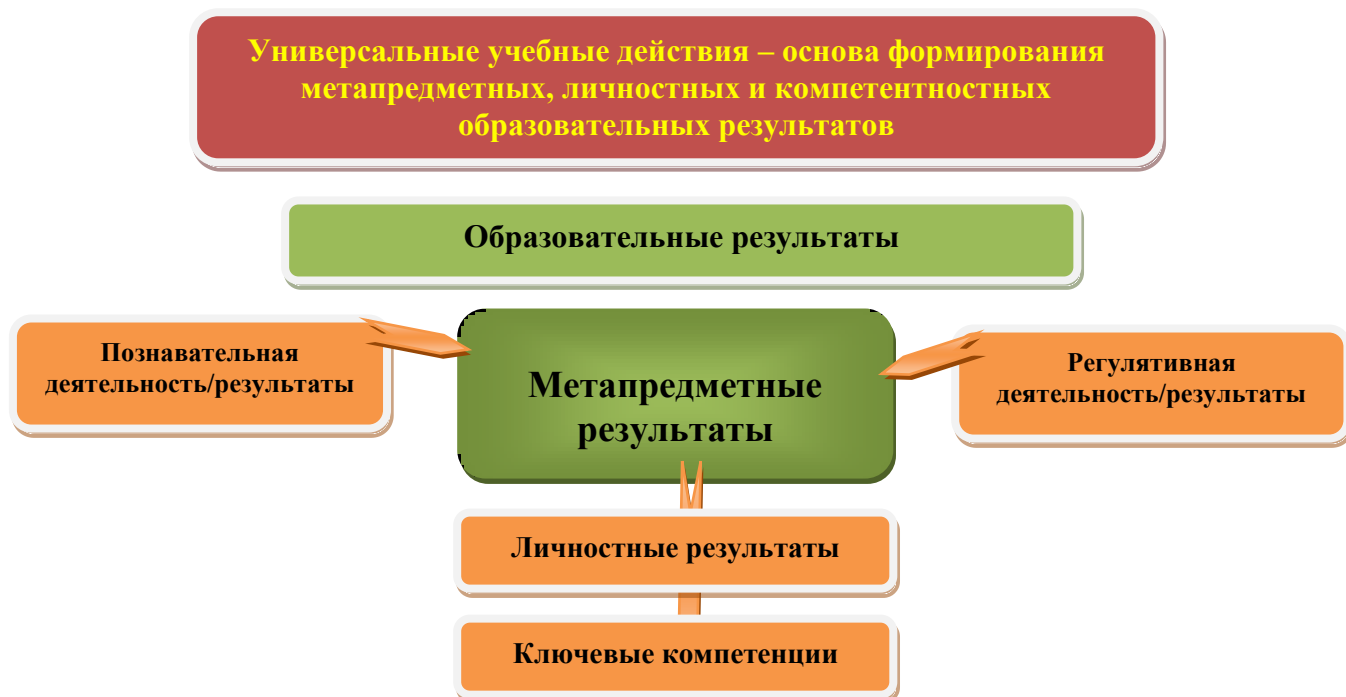 Универсальные учебные действия – основа формирования
метапредметных, личностных и компетентностных
образовательных результатов
Образовательные результаты
Познавательная
деятельность/результаты
Метапредметные
результаты
Регулятивная
деятельность/результаты
Личностные результаты
Ключевые компетенции